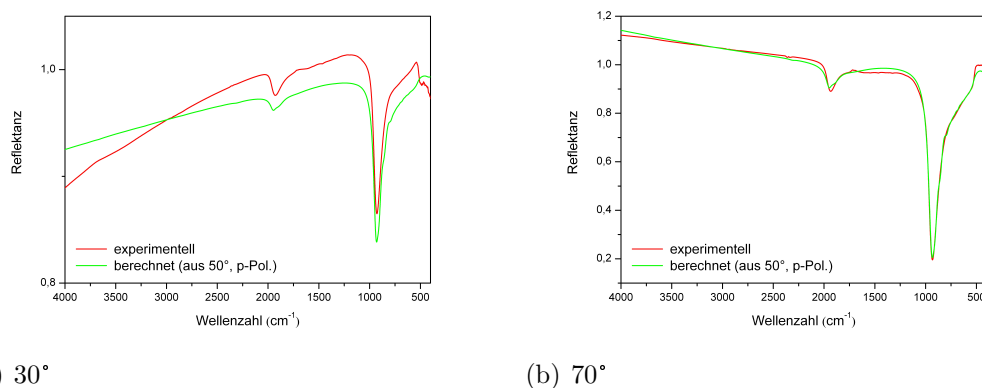 1,0
0,8
Reflektanz
experimentell
berechnet (aus 50°, p-Pol.)
4000 3500 3000 2500 2000 1500 1000 500
Wellenzahl (cm⁻¹)
) 30°
1,2
1,0
0,8
0,6
0,4
0,2
Reflektanz
experimentell
berechnet (aus 50°, p-Pol.)
4000 3500 3000 2500 2000 1500 1000 500
Wellenzahl (cm⁻¹)
(b) 70°